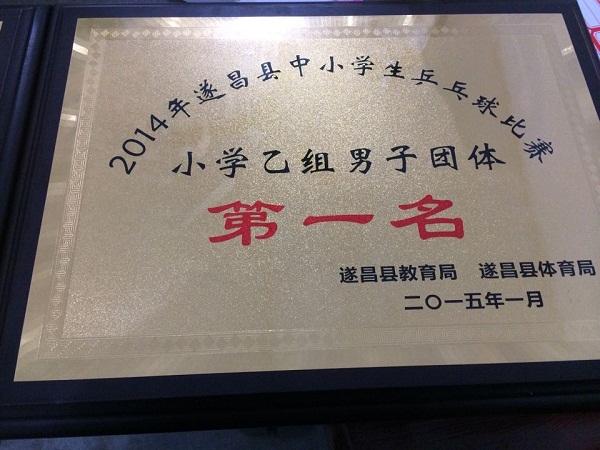 2014年遂昌县中小学生乒乓球比赛
小学乙组男子团体
第一名
遂昌县教育局 遂昌县体育局
二〇一五年一月